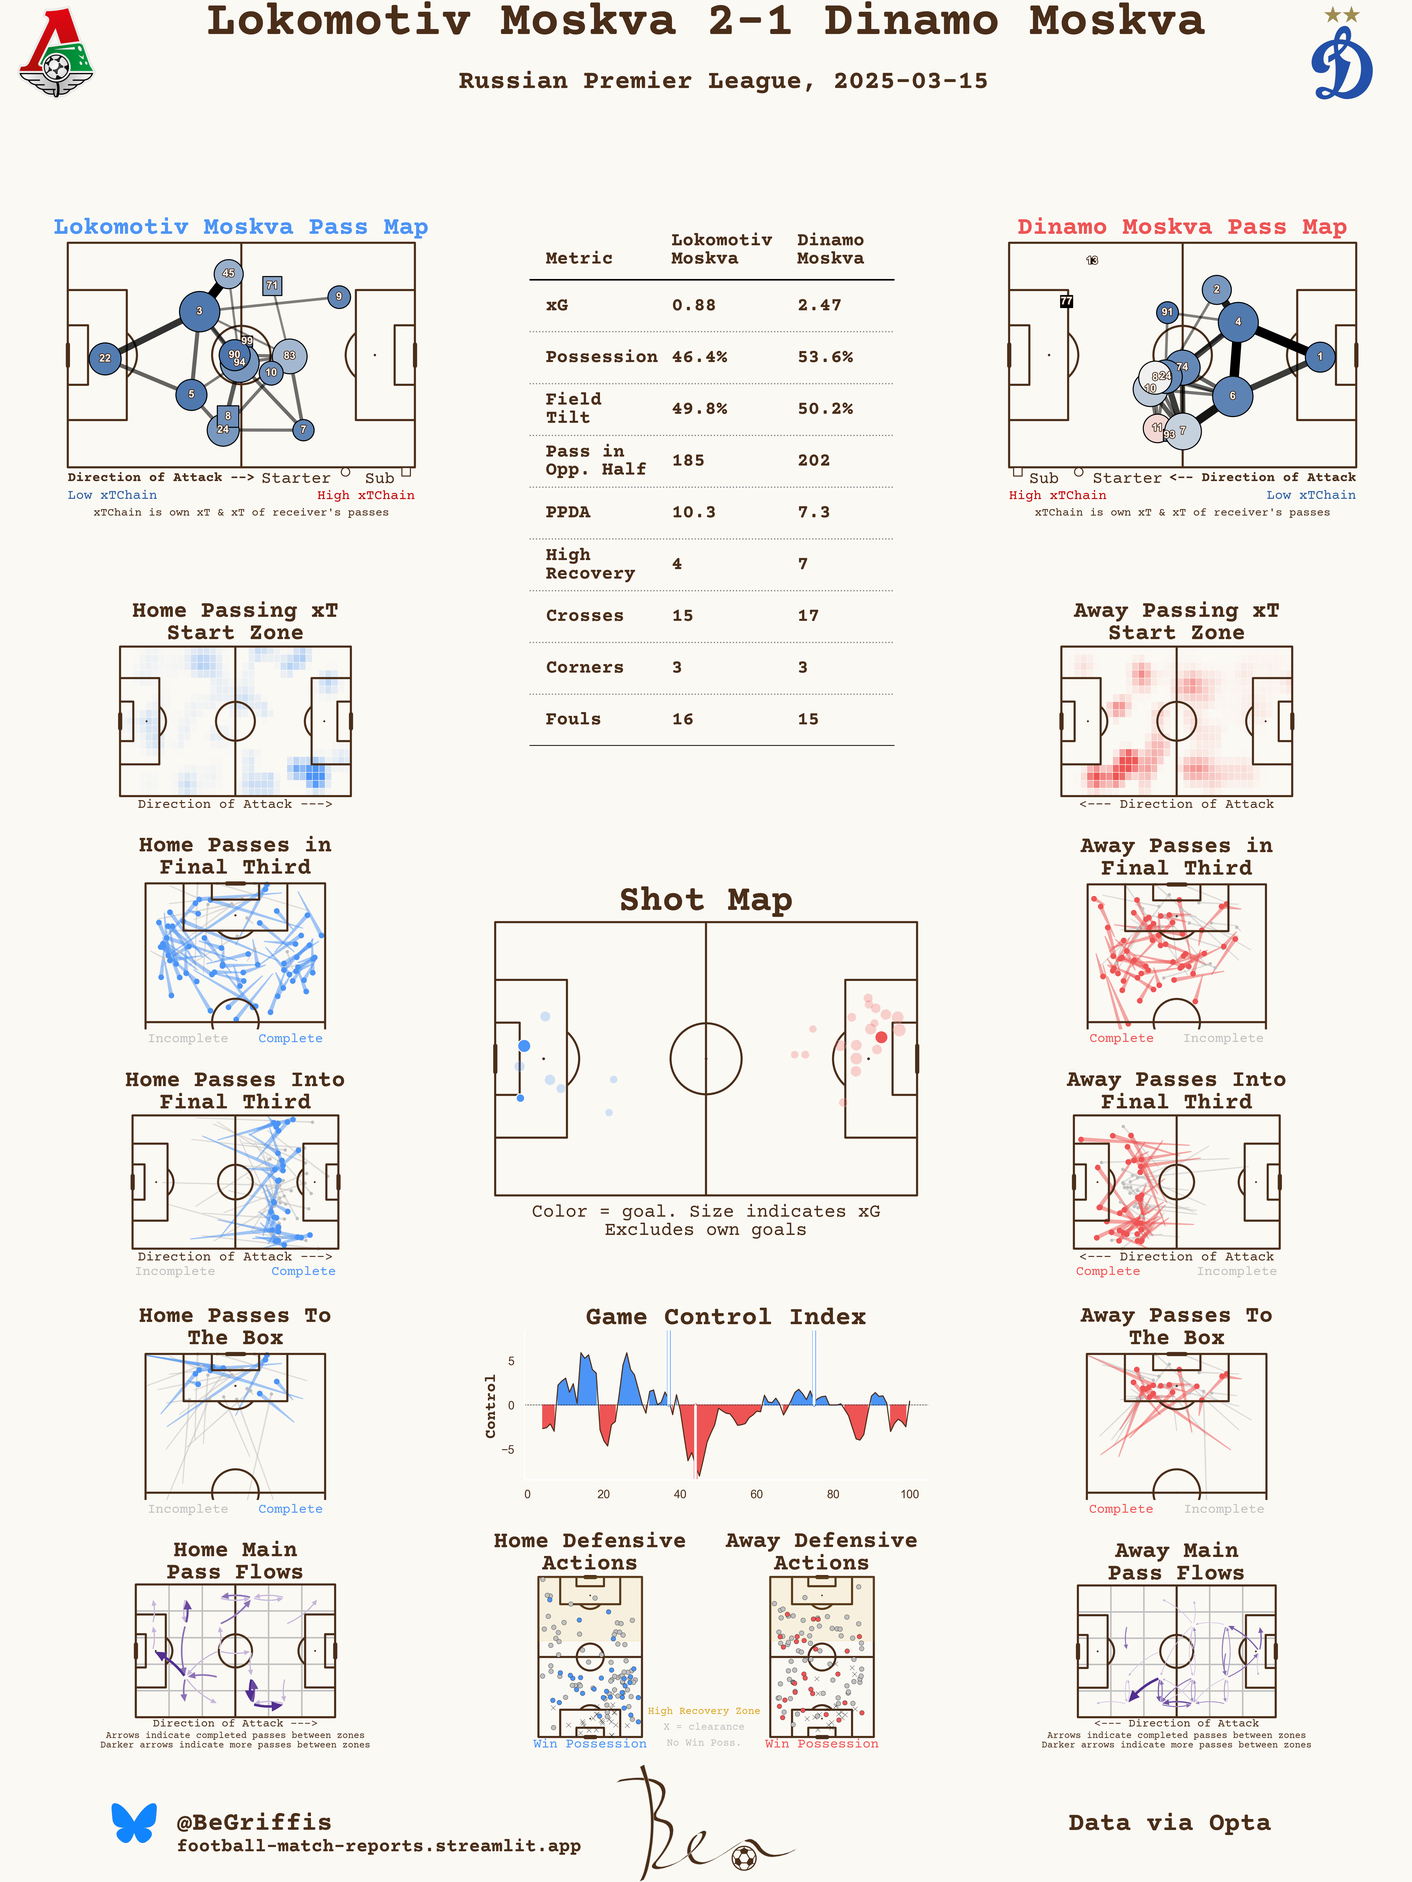 Lokomotiv Moskva 2-1 Dinamo Moskva
Russian Premier League, 2025-03-15
Lokomotiv Moskva Pass Map
45
71
9
3
99
90
94
83
22
10
5
8
24
7
Direction of Attack --> Starter Sub
Low xTChain High xTChain
xTChain is own xT & xT of receiver's passes
Metric Lokomotiv Moskva Dinamo Moskva
xG 0.88 2.47
Possession 46.4% 53.6%
Field Tilt 49.8% 50.2%
Pass in Opp. Half 185 202
PPDA 10.3 7.3
High Recovery 4 7
Crosses 15 17
Corners 3 3
Fouls 16 15
Dinamo Moskva Pass Map
13
77
2
91
4
1
74
8
24
10
6
11
93
7
Sub Starter <-- Direction of Attack
High xTChain Low xTChain
xTChain is own xT & xT of receiver's passes
Home Passing xT
Start Zone
Direction of Attack --->
Away Passing xT
Start Zone
<--- Direction of Attack
Home Passes in
Final Third
Incomplete Complete
Away Passes in
Final Third
Complete Incomplete
Shot Map
Color = goal. Size indicates xG
Excludes own goals
Home Passes Into
Final Third
Direction of Attack --->
Incomplete Complete
Away Passes Into
Final Third
<--- Direction of Attack
Complete Incomplete
Home Passes To
The Box
Incomplete Complete
Game Control Index
Control
5
0
-5
0 20 40 60 80 100
Away Passes To
The Box
Complete Incomplete
Home Main
Pass Flows
Direction of Attack --->
Arrows indicate completed passes between zones
Darker arrows indicate more passes between zones
Home Defensive
Actions
Win Possession
Away Defensive
Actions
Win Possession
High Recovery Zone
X = clearance
No Win Poss.
Away Main
Pass Flows
<--- Direction of Attack
Arrows indicate completed passes between zones
Darker arrows indicate more passes between zones
@BeGriffis
football-match-reports.streamlit.app
Ben
Data via Opta